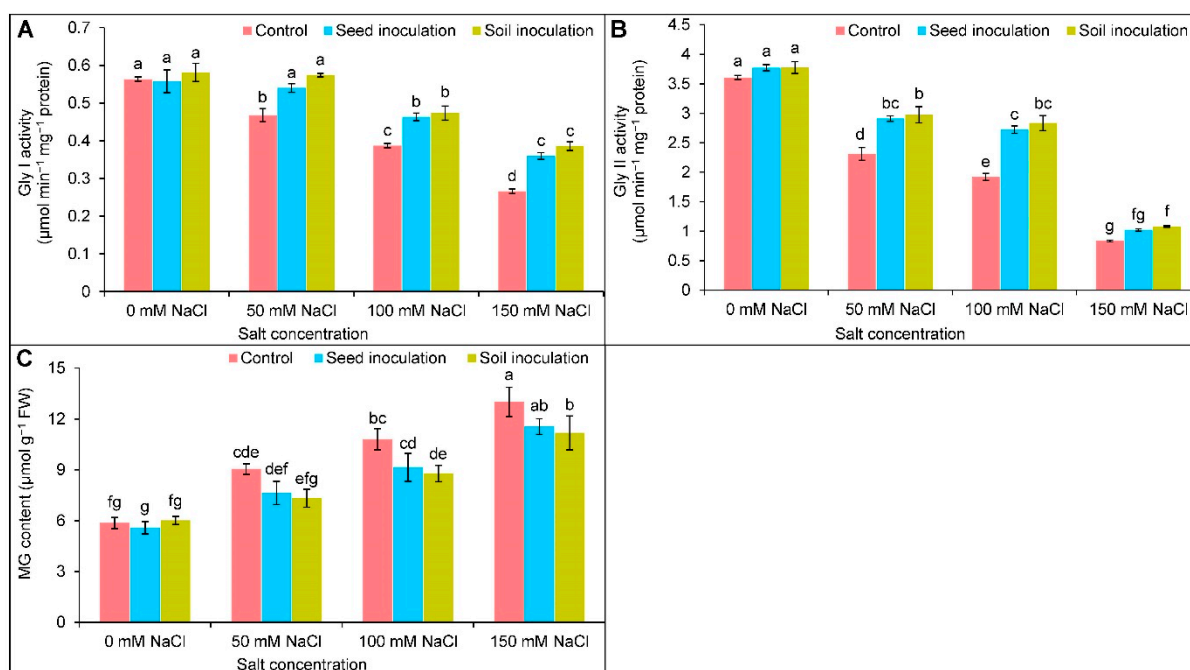 A
Control Seed inoculation Soil inoculation
Gly I activity
(µmol min⁻¹ mg⁻¹ protein)
0.7
0.6
0.5
0.4
0.3
0.2
0.1
0
a a a
b a a
c b b
d c c
0 mM NaCl 50 mM NaCl 100 mM NaCl 150 mM NaCl
Salt concentration
B
Control Seed inoculation Soil inoculation
Gly II activity
(µmol min⁻¹ mg⁻¹ protein)
4.5
4
3.5
3
2.5
2
1.5
1
0.5
0
a a a
d bc bc
e c bc
g fg f
0 mM NaCl 50 mM NaCl 100 mM NaCl 150 mM NaCl
Salt concentration
C
Control Seed inoculation Soil inoculation
MG content (µmol g⁻¹ FW)
15
12
9
6
3
0
fg g fg
cde def efg
bc cd de
a ab b
0 mM NaCl 50 mM NaCl 100 mM NaCl 150 mM NaCl
Salt concentration